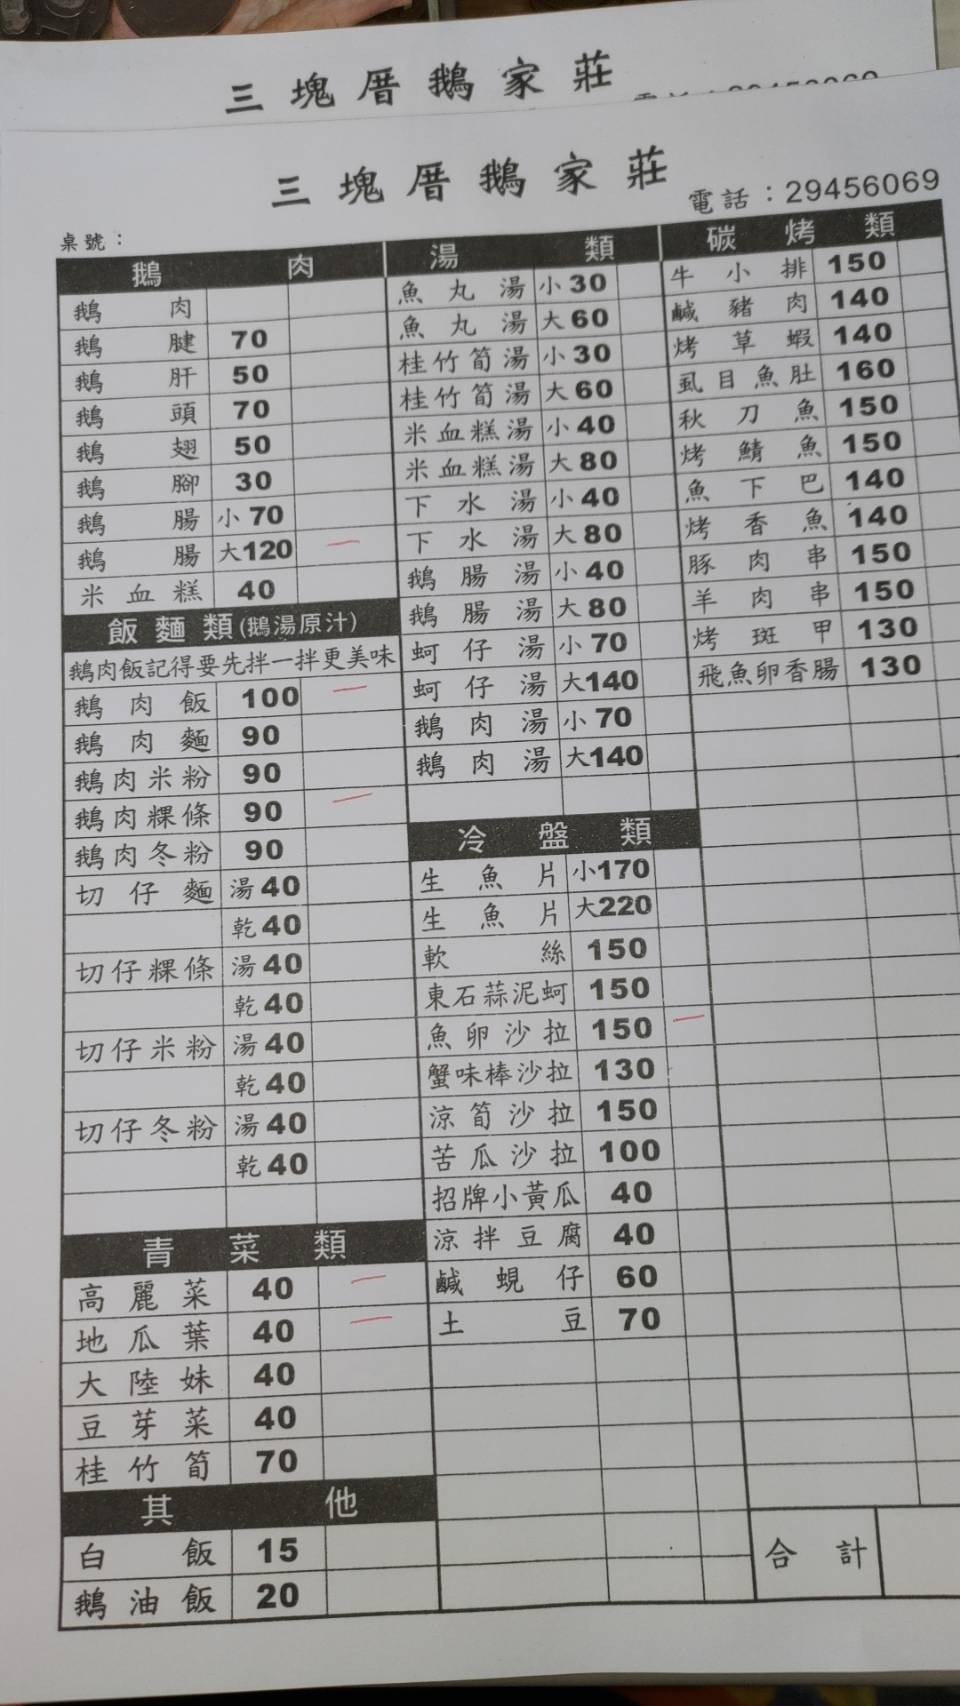 三塊厝鵝家莊
三塊厝鵝家莊
電話：29456069
桌號：
鵝肉
鵝肉
鵝腱 70
鵝肝 50
鵝頭 70
鵝翅 50
鵝腳 30
鵝腸 小70
鵝腸 大120 一
米血糕 40
飯麵類(鵝湯原汁)
鵝肉飯記得要先拌一拌更美味
鵝肉飯 100 一
鵝肉麵 90
鵝肉米粉 90
鵝肉粿條 90 一
鵝肉冬粉 90
切仔麵 湯40
乾40
切仔粿條 湯40
乾40
切仔米粉 湯40
乾40
切仔冬粉 湯40
乾40
青菜類
高麗菜 40 一
地瓜葉 40 一
大陸妹 40
豆芽菜 40
桂竹筍 70
其他
白飯 15
鵝油飯 20
湯類
魚丸湯 小30
魚丸湯 大60
桂竹筍湯 小30
桂竹筍湯 大60
米血糕湯 小40
米血糕湯 大80
下水湯 小40
下水湯 大80
鵝腸湯 小40
鵝腸湯 大80
蚵仔湯 小70
蚵仔湯 大140
鵝肉湯 小70
鵝肉湯 大140
冷盤類
生魚片 小170
生魚片 大220
軟絲 150
東石蒜泥蚵 150
魚卵沙拉 150 一
蟹味棒沙拉 130
涼筍沙拉 150
苦瓜沙拉 100
招牌小黃瓜 40
涼拌豆腐 40
鹹蜆仔 60
土豆 70
碳烤類
牛小排 150
鹹豬肉 140
烤草蝦 140
虱目魚肚 160
秋刀魚 150
烤鯖魚 150
魚下巴 140
烤香魚 140
豚肉串 150
羊肉串 150
烤斑甲 130
飛魚卵香腸 130
合計